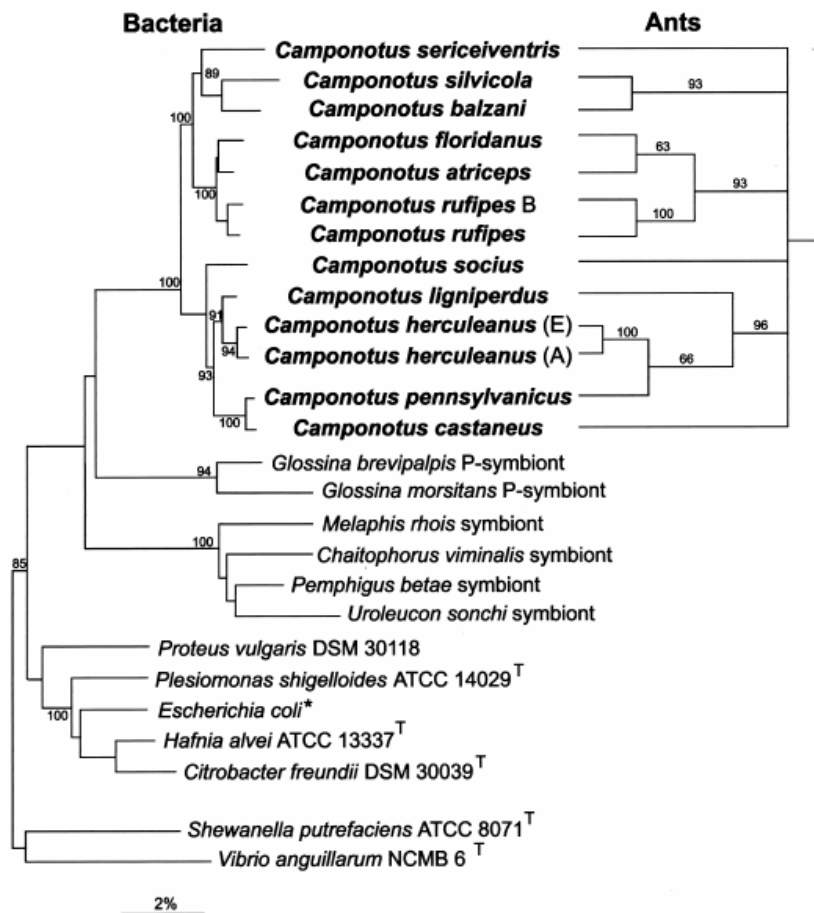 Bacteria Ants
Camponotus sericeiventris
89 Camponotus silvicola 93
100 Camponotus balzani
Camponotus floridanus 63
Camponotus atriceps 93
100 Camponotus rufipes B 100
Camponotus rufipes
100 Camponotus socius
Camponotus ligniperdus
91 Camponotus herculeanus (E) 100 96
94 Camponotus herculeanus (A) 66
93 Camponotus pennsylvanicus
100 Camponotus castaneus
94 Glossina brevipalpis P-symbiont
Glossina morsitans P-symbiont
Melaphis rhois symbiont
100 Chaitophorus viminalis symbiont
85 Pemphigus betae symbiont
Uroleucon sonchi symbiont
Proteus vulgaris DSM 30118
Plesiomonas shigelloides ATCC 14029 T
100 Escherichia coli*
Hafnia alvei ATCC 13337 T
Citrobacter freundii DSM 30039 T
Shewanella putrefaciens ATCC 8071 T
Vibrio anguillarum NCMB 6 T
2%